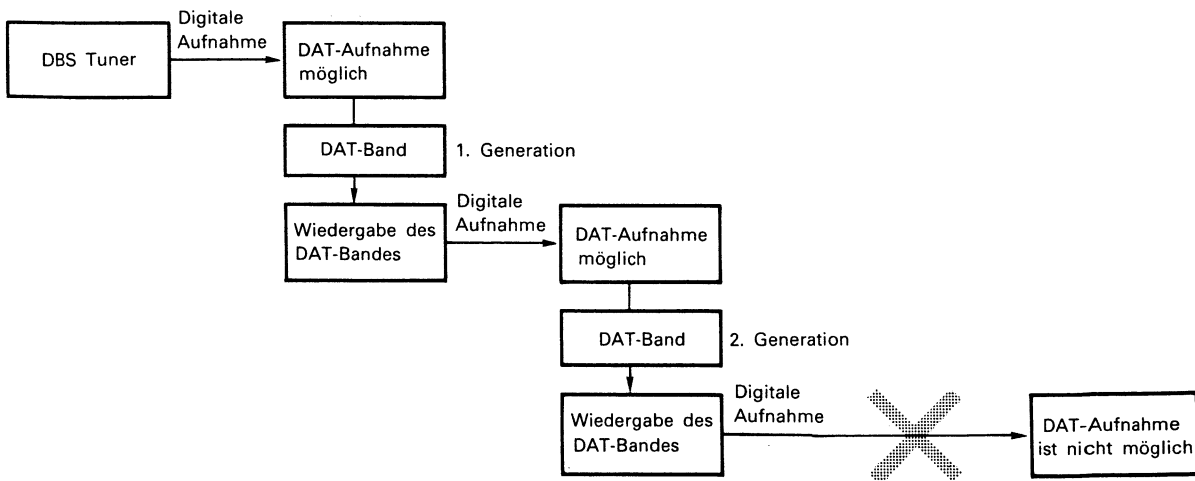 Digitale
Aufnahme
DBS Tuner
DAT-Aufnahme
möglich
DAT-Band
1. Generation
Wiedergabe des
DAT-Bandes
Digitale
Aufnahme
DAT-Aufnahme
möglich
DAT-Band
2. Generation
Wiedergabe des
DAT-Bandes
Digitale
Aufnahme
DAT-Aufnahme
ist nicht möglich